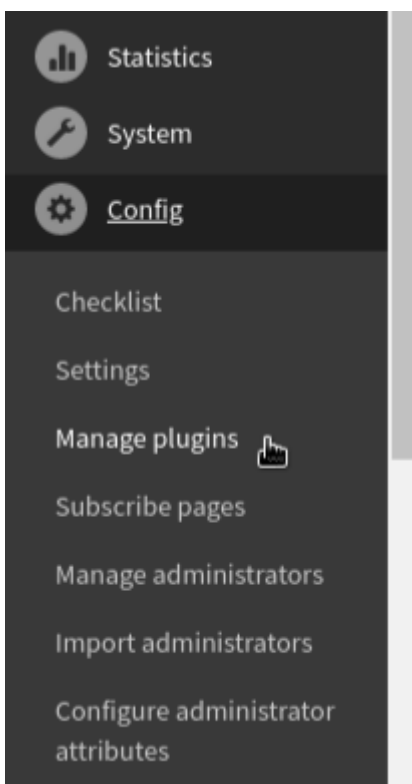 Statistics
System
Config
Checklist
Settings
Manage plugins
Subscribe pages
Manage administrators
Import administrators
Configure administrator
attributes